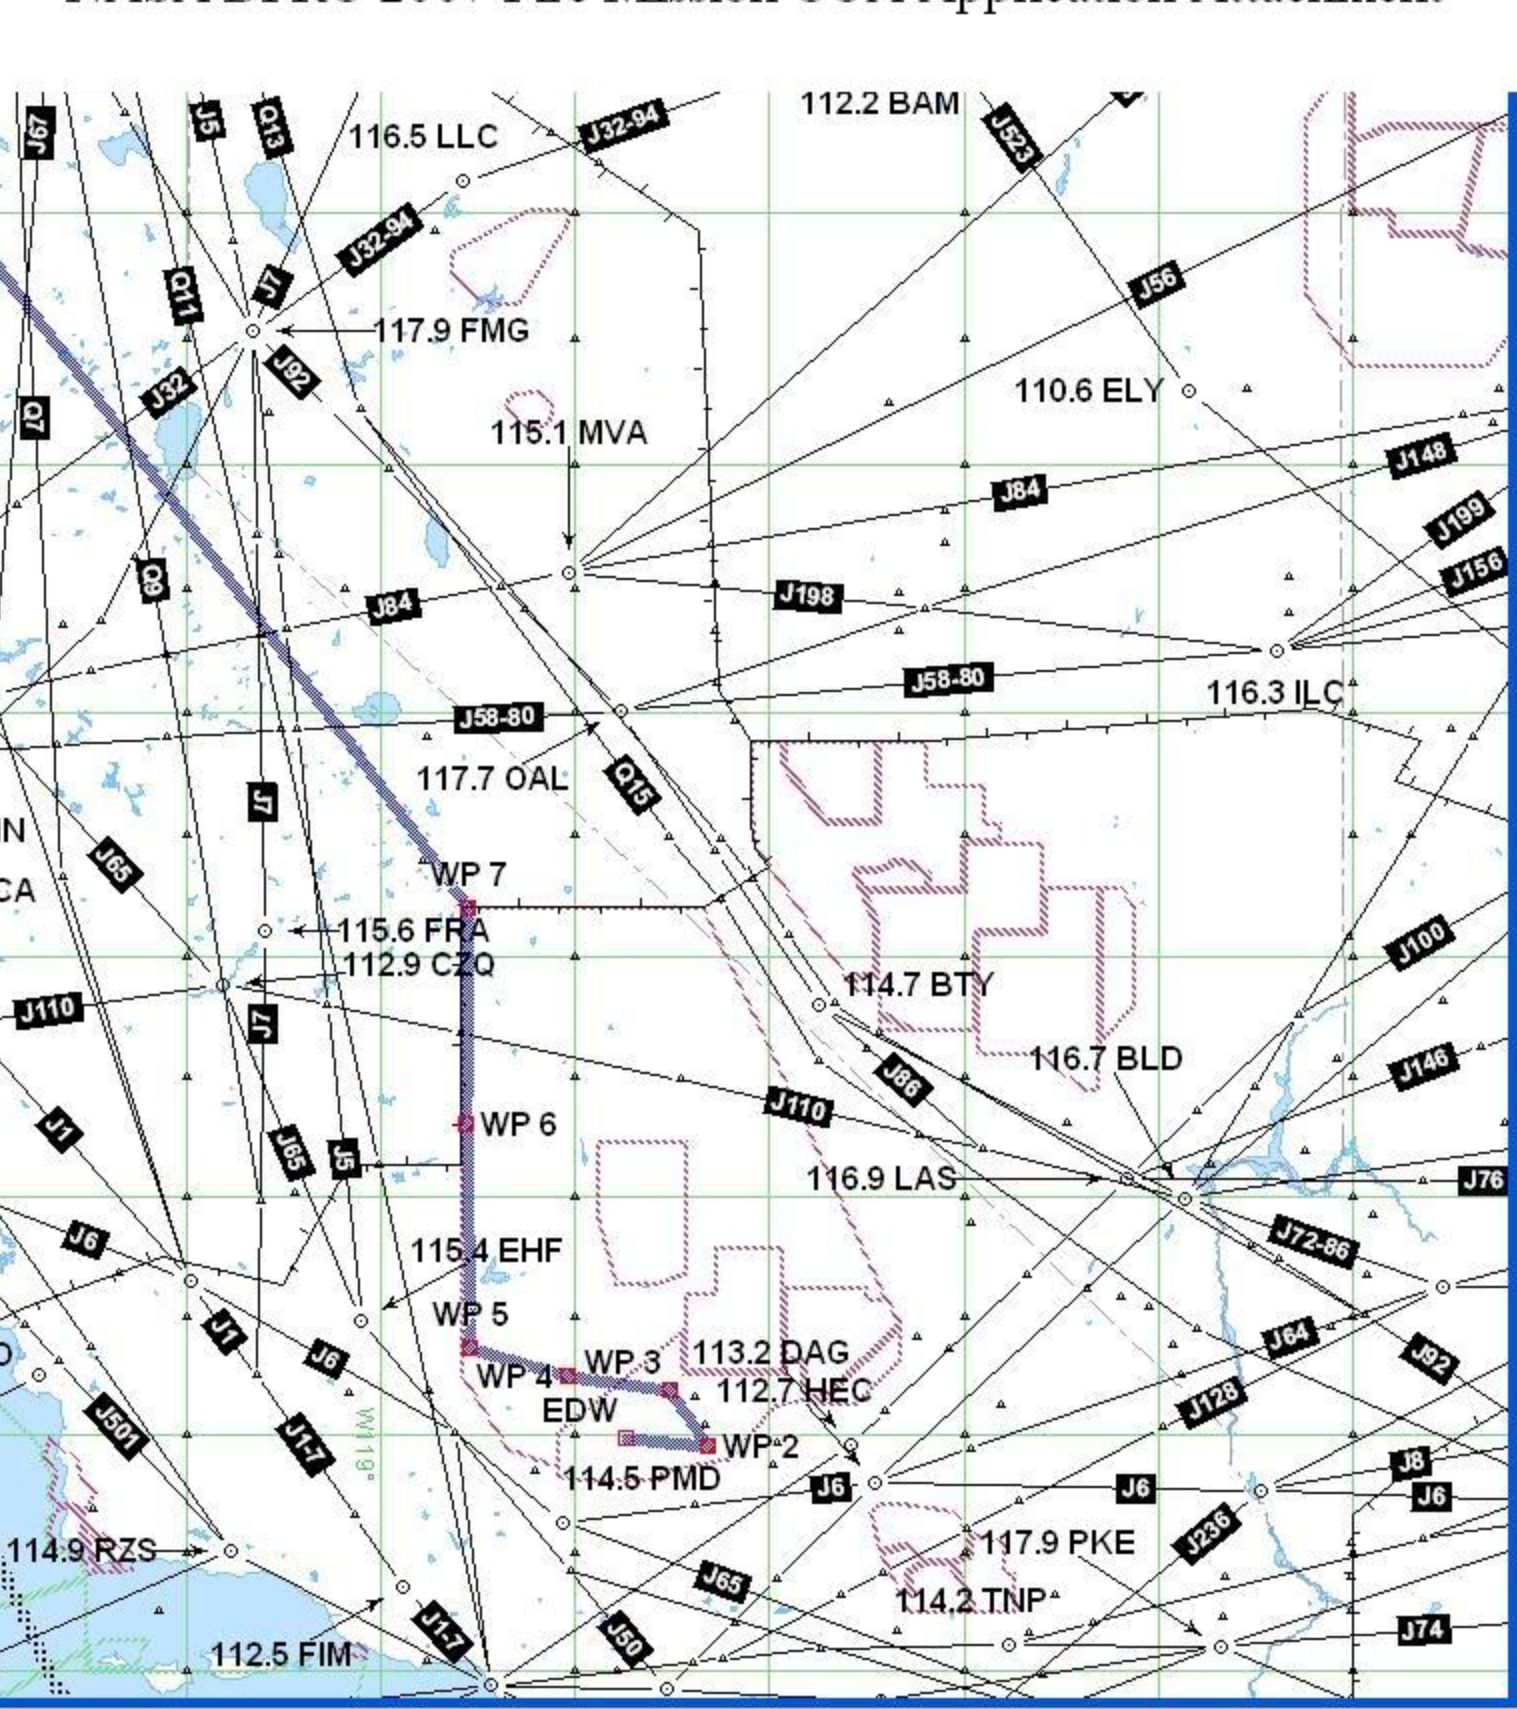 116.5 LLC
112.2 BAM
J67
J5
Q13
J32-94
J523
J32-94
Q11
J7
J56
117.9 FMG
J92
J32
Q7
110.6 ELY
115.1 MVA
J148
J84
J199
J156
Q9
J84
J198
J58-80
116.3 ILC
J58-80
117.7 OAL
Q15
J7
IN
J65
WP 7
CA
115.6 FRA
112.9 CZQ
J100
114.7 BTY
J110
J7
116.7 BLD
J146
J86
J110
J1
WP 6
J65
J5
116.9 LAS
J76
J6
J72-86
115.4 EHF
WP 5
J1
J6
J64
113.2 DAG
WP 3
WP 4
J92
112.7 HEC
J128
EDW
J501
J1-7
W119°
WP 2
114.5 PMD
J6
J6
J8
J6
J236
117.9 PKE
114.9 RZS
J65
114.2 TNP
J1-7
J50
J74
112.5 FIM